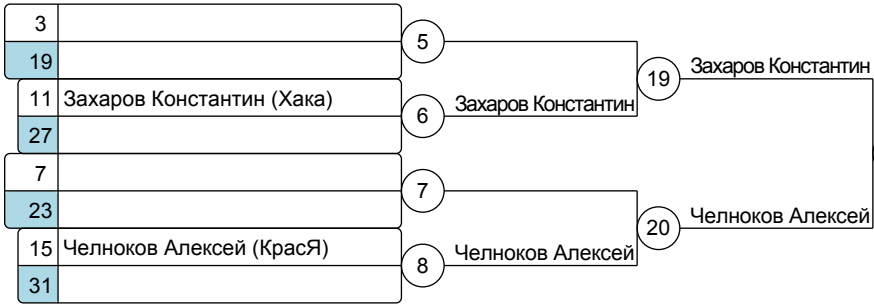 3
19
5
11 Захаров Константин (Хака)
27
6
Захаров Константин
19
Захаров Константин
7
23
7
15 Челноков Алексей (КрасЯ)
31
8
Челноков Алексей
20
Челноков Алексей